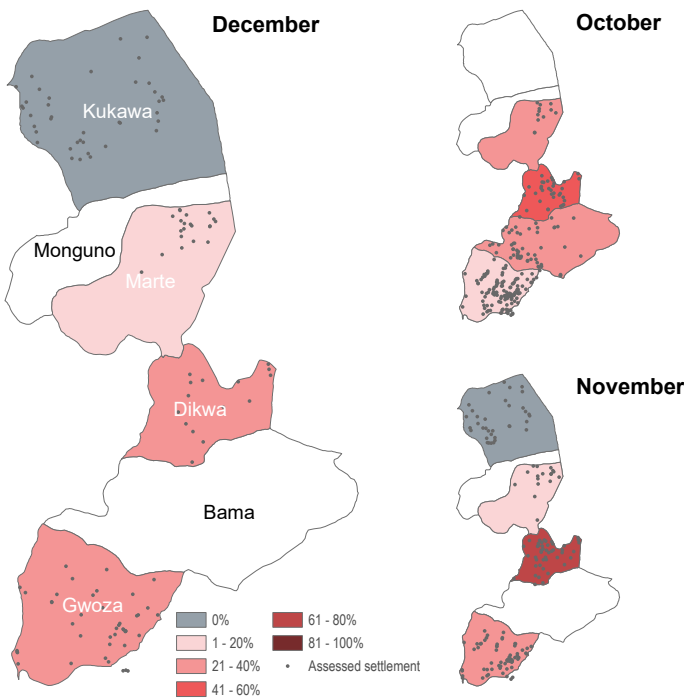 December
October
Kukawa
Monguno
Marte
Dikwa
November
Bama
Gwoza
0%
1 - 20%
21 - 40%
41 - 60%
61 - 80%
81 - 100%
Assessed settlement